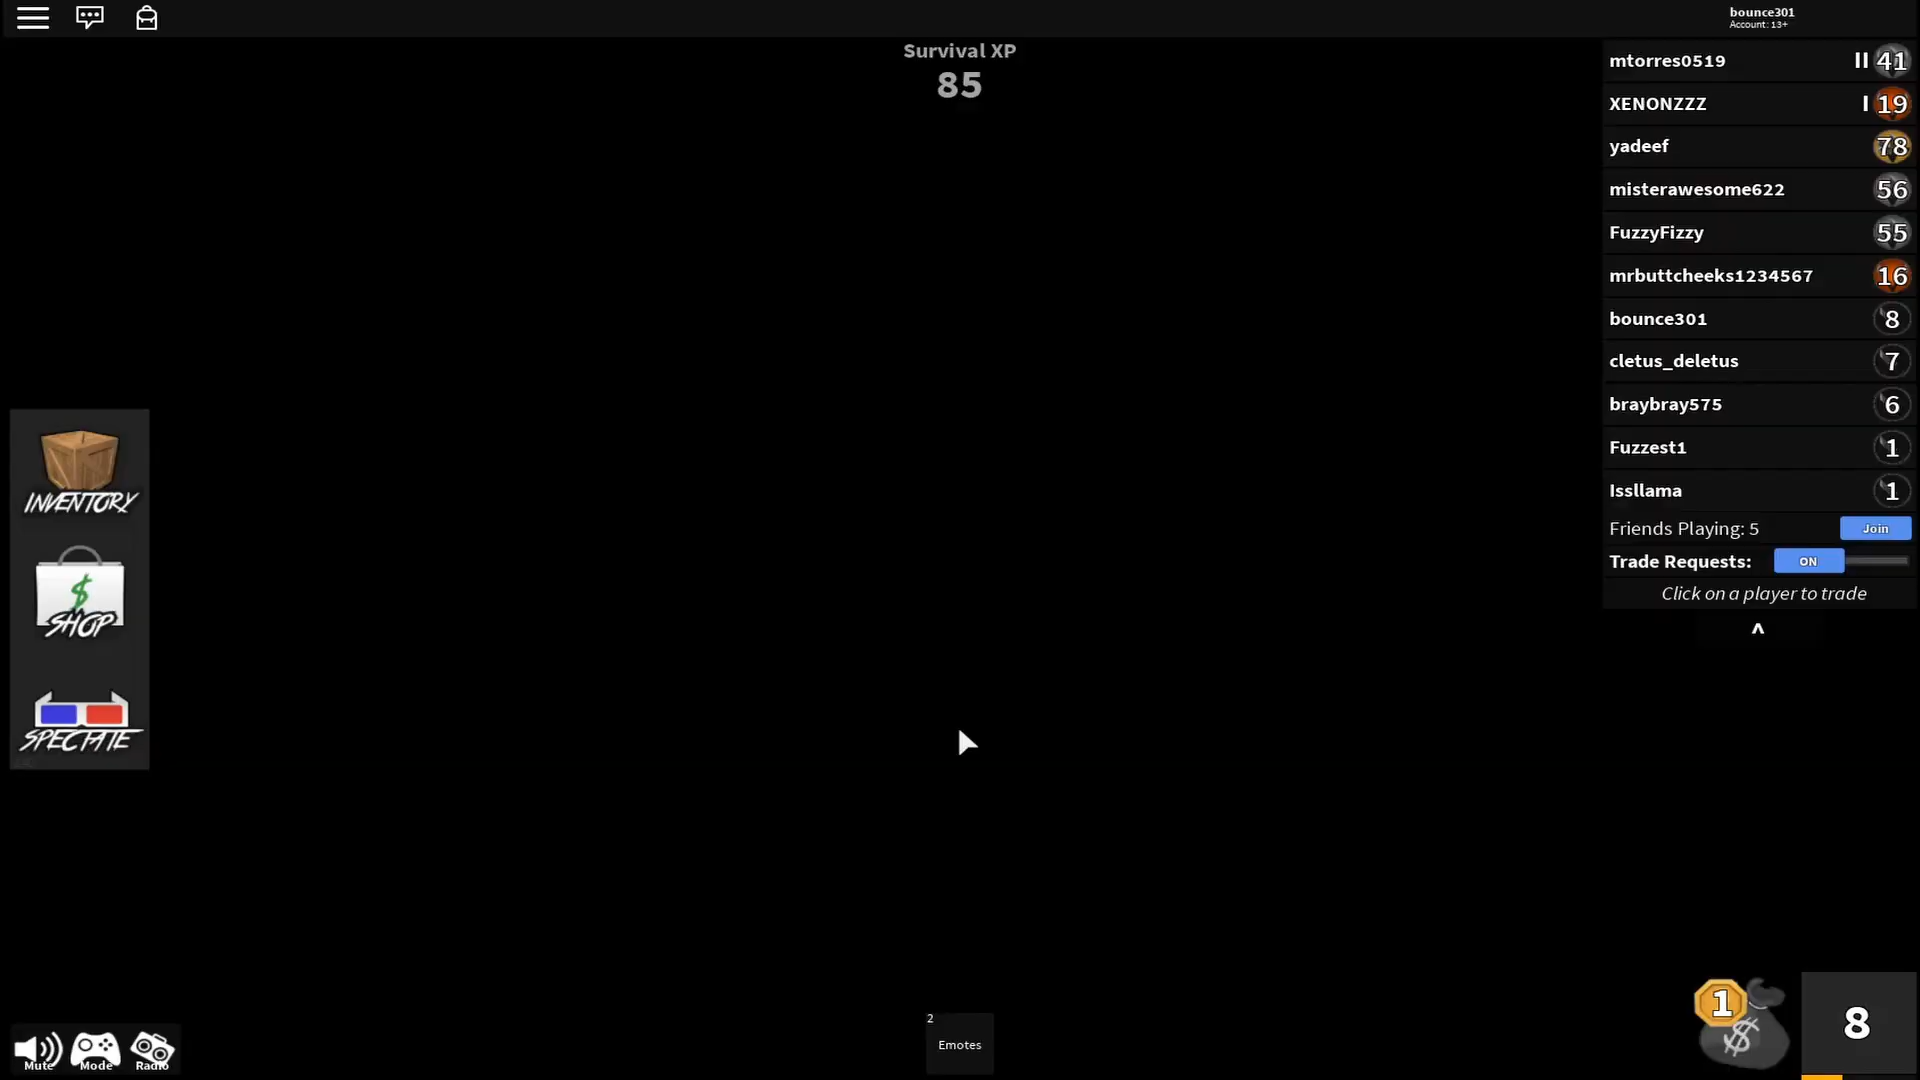 bounce301
Account: 13+
Survival XP
85
mtorres0519 II 41
XENONZZZ I 19
yadeef 78
misterawesome622 56
FuzzyFizzy 55
mrbuttcheeks1234567 16
bounce301 8
cletus_deletus 7
braybray575 6
Fuzzest1 1
Issllama 1
Friends Playing: 5 Join
Trade Requests: ON
Click on a player to trade
^
INVENTORY
$
SHOP
SPECTATE
Mute Mode Radio
2
Emotes
1
$
8